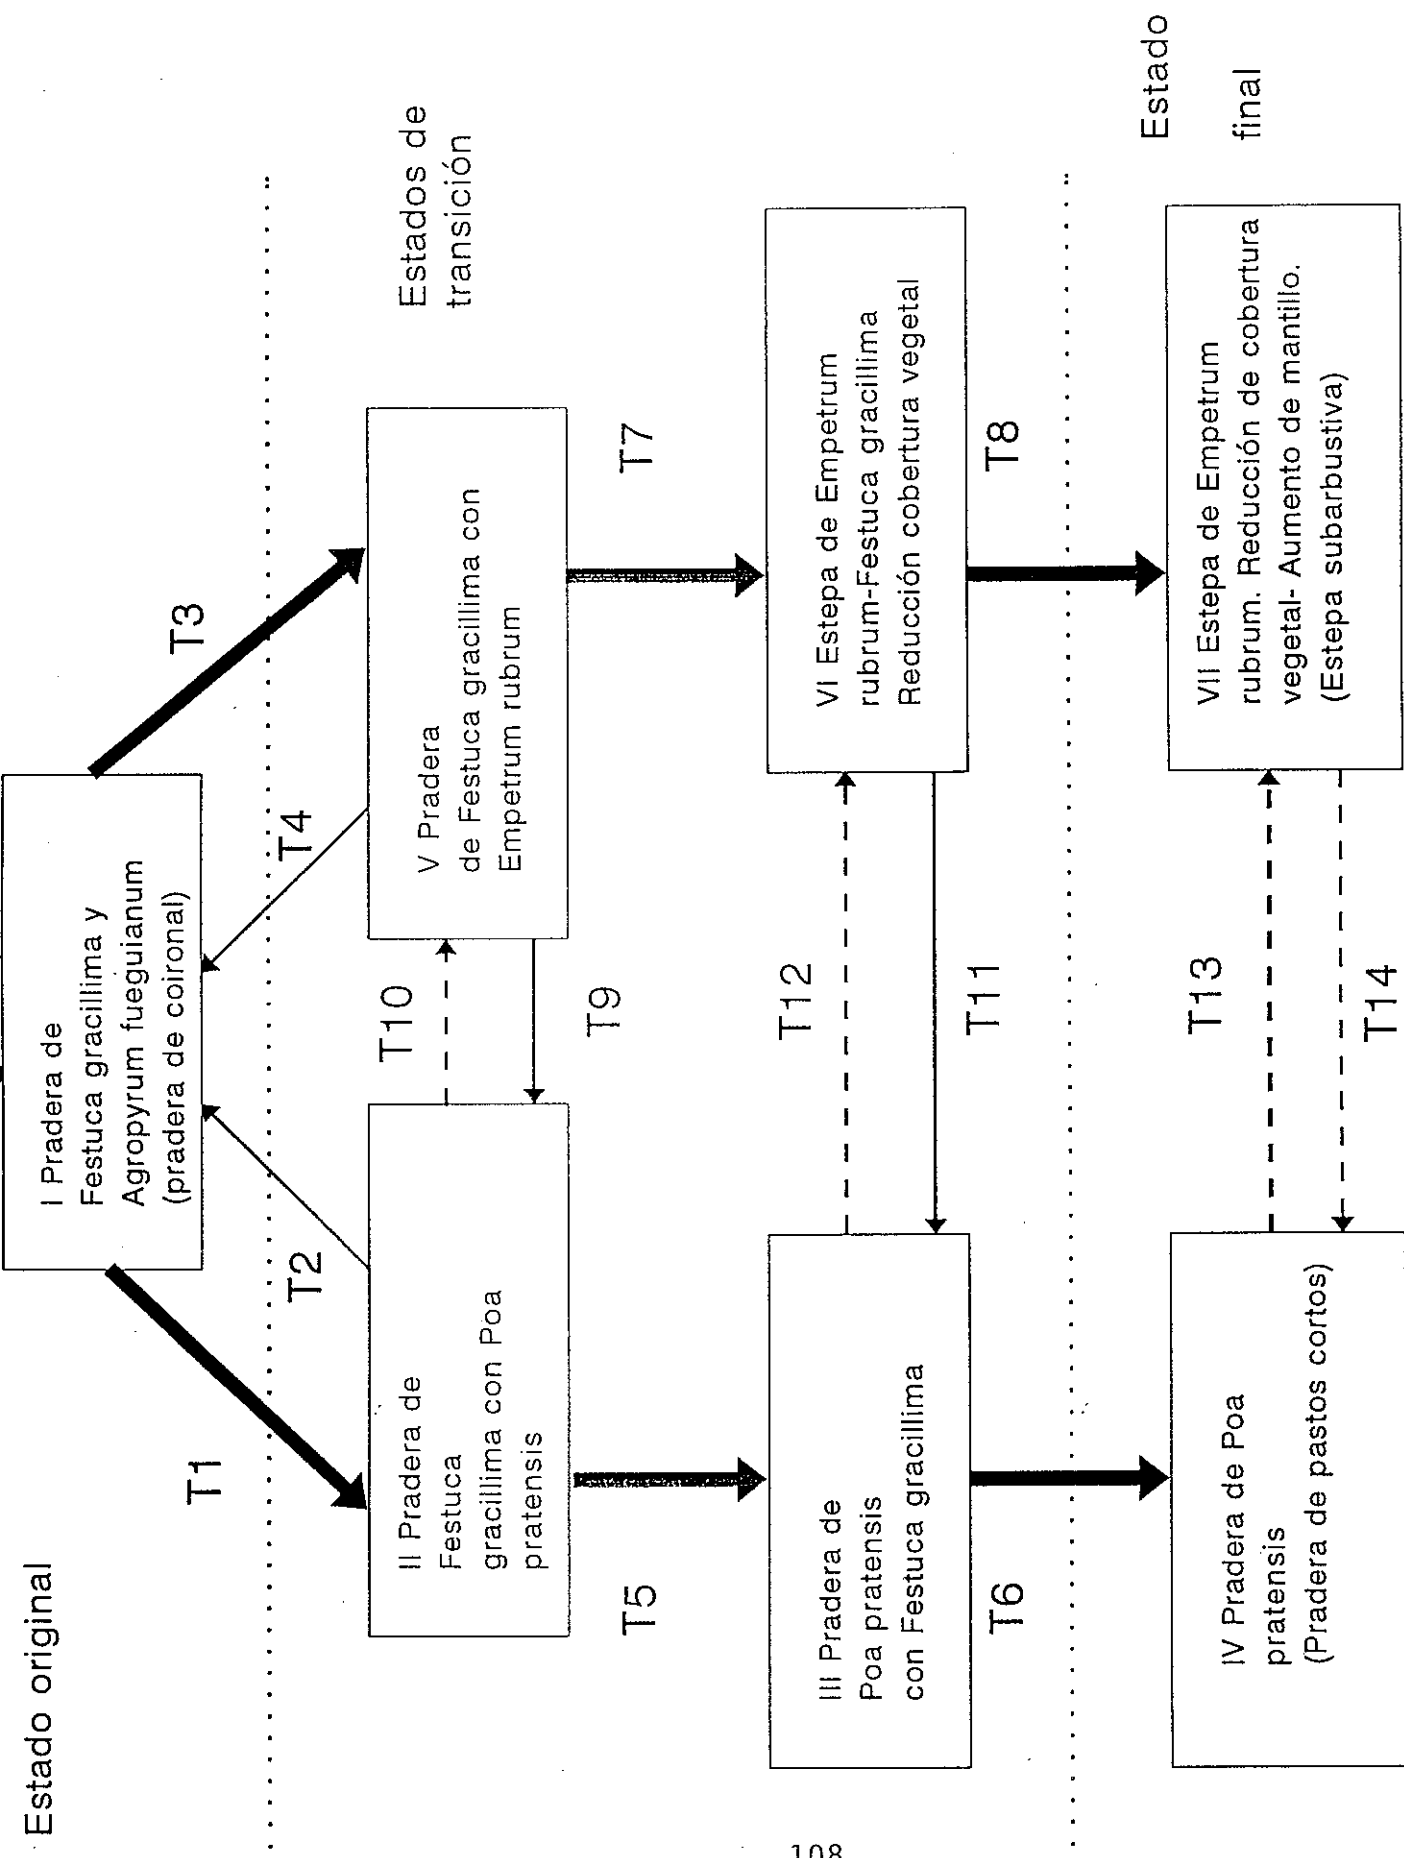 Estado original
I Pradera de
Festuca gracillima y
Agropyrum fueguianum
(pradera de coironal)
T1
T2
T4
T3
Estados de
transición
II Pradera de
Festuca
gracillima con Poa
pratensis
T10
T9
V Pradera
de Festuca gracillima con
Empetrum rubrum
T5
T7
III Pradera de
Poa pratensis
con Festuca gracillima
T12
T11
VI Estepa de Empetrum
rubrum-Festuca gracillima
Reducción cobertura vegetal
T6
T8
Estado
final
IV Pradera de Poa
pratensis
(Pradera de pastos cortos)
T13
T14
VII Estepa de Empetrum
rubrum. Reducción de cobertura
vegetal- Aumento de mantillo.
(Estepa subarbustiva)
108